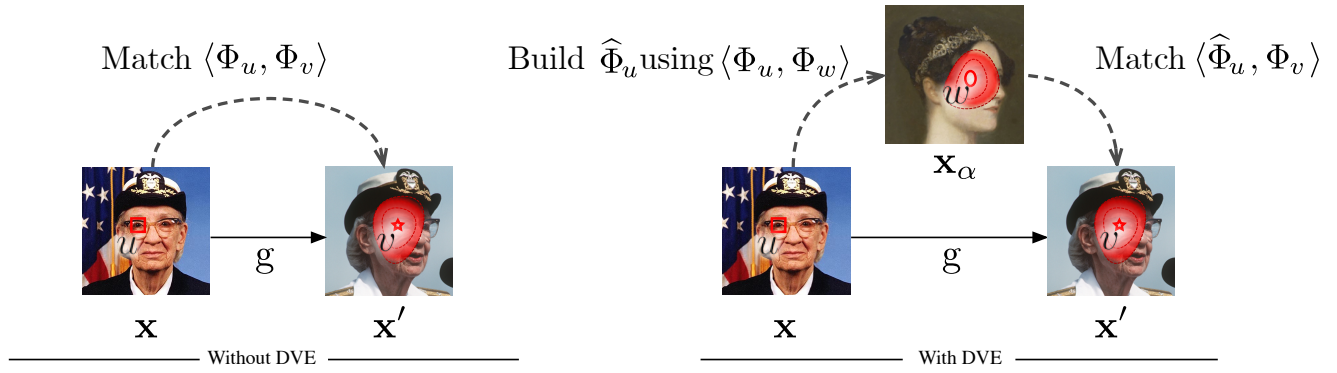 Match ⟨Φ_u, Φ_v⟩
u
v
g
x
x′
Without DVE
Build Φ̂_u using ⟨Φ_u, Φ_w⟩
w
x_α
Match ⟨Φ̂_u, Φ_v⟩
u
v
g
x
x′
With DVE